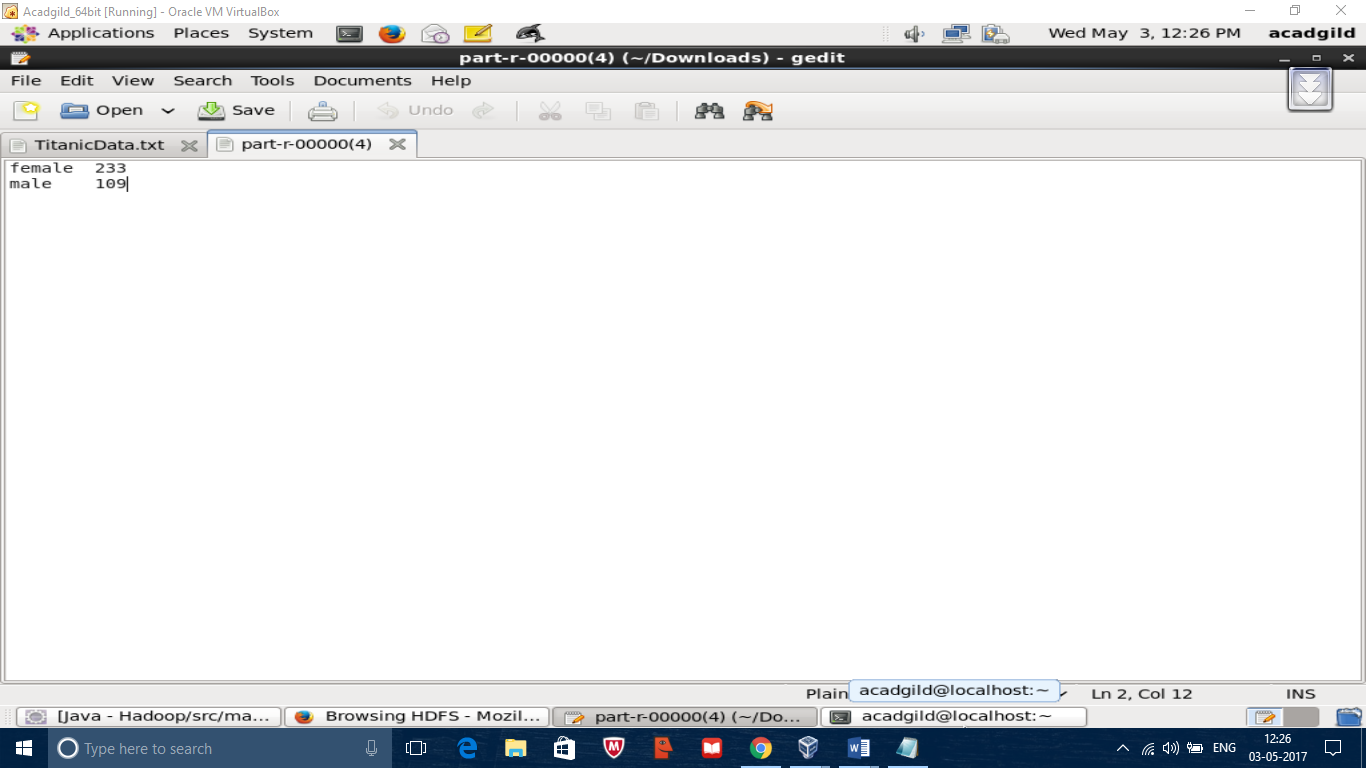 Acadgild_64bit [Running] - Oracle VM VirtualBox
Applications Places System Wed May 3, 12:26 PM acadgild
part-r-00000(4) (~/Downloads) - gedit
File Edit View Search Tools Documents Help
Open Save Undo
TitanicData.txt part-r-00000(4)
female 233
male 109
Plain acadgild@localhost:~ Ln 2, Col 12 INS
[Java - Hadoop/src/ma... Browsing HDFS - Mozil... part-r-00000(4) (~/Do... acadgild@localhost:~
Type here to search ENG 12:26
03-05-2017